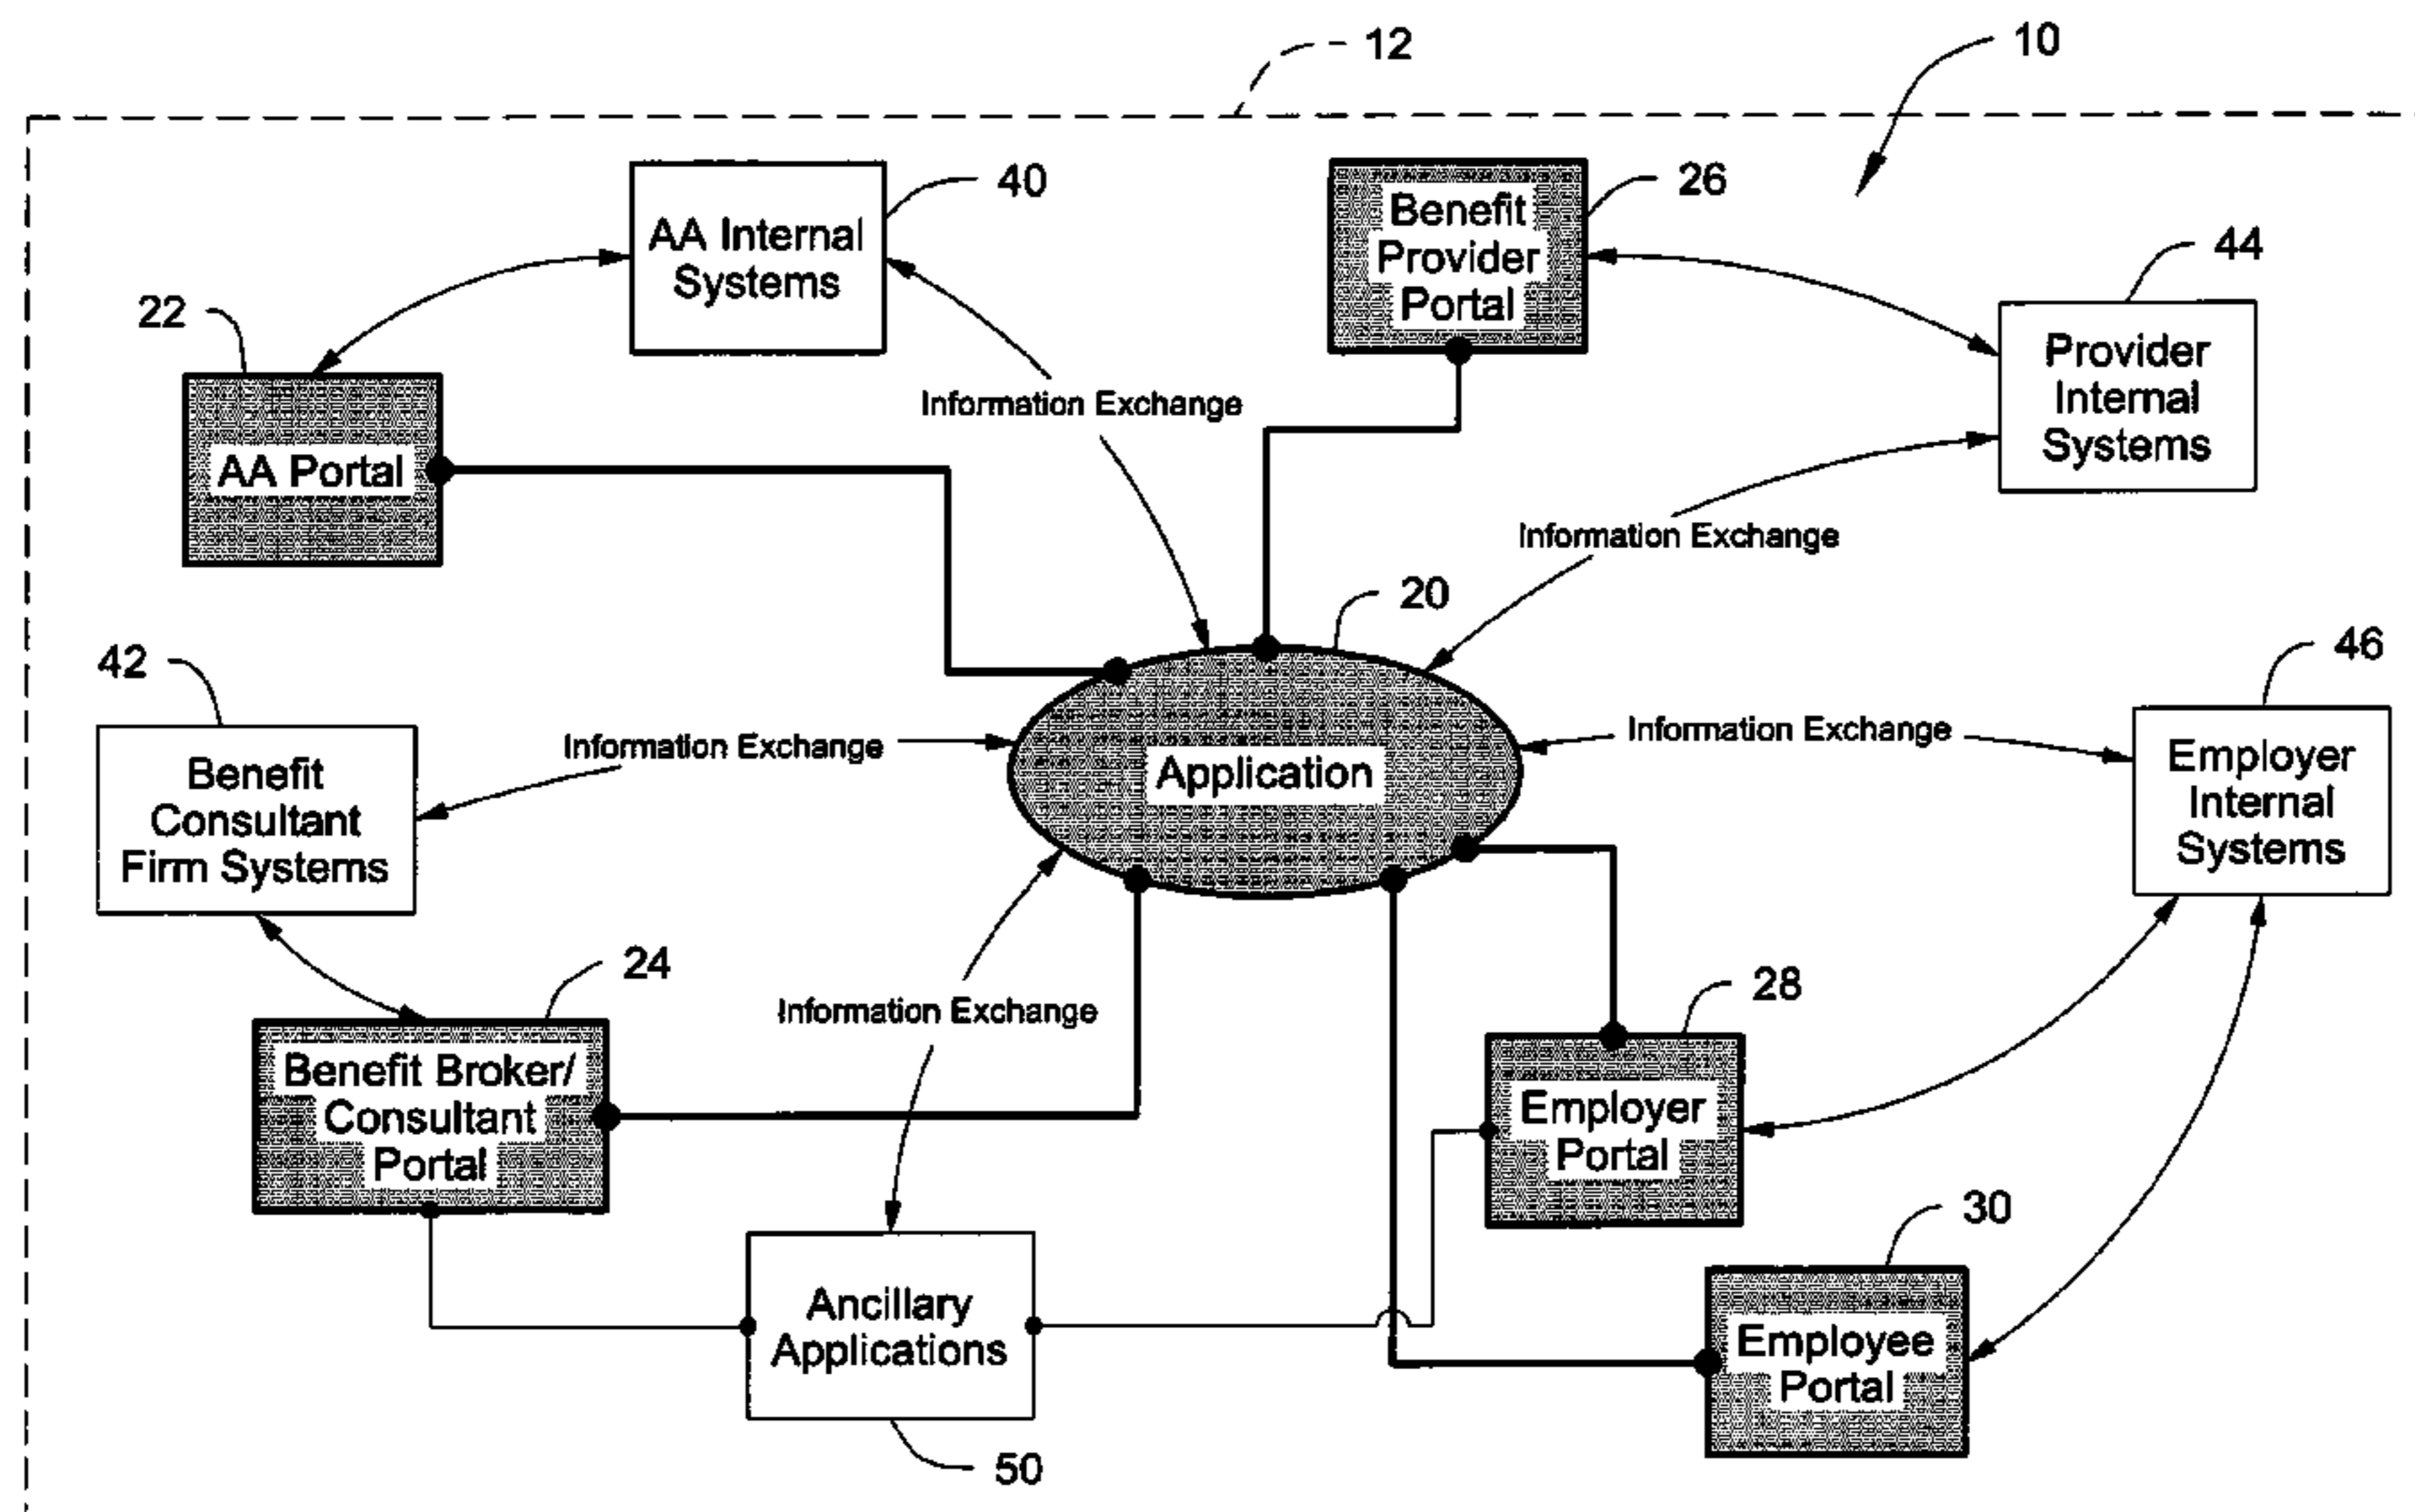 12
10
40
AA Internal
Systems
26
Benefit
Provider
Portal
44
Provider
Internal
Systems
22
AA Portal
Information Exchange
Information Exchange
20
Application
42
Benefit
Consultant
Firm Systems
Information Exchange
Information Exchange
46
Employer
Internal
Systems
24
Benefit Broker/
Consultant
Portal
Information Exchange
28
Employer
Portal
30
Employee
Portal
Ancillary
Applications
50